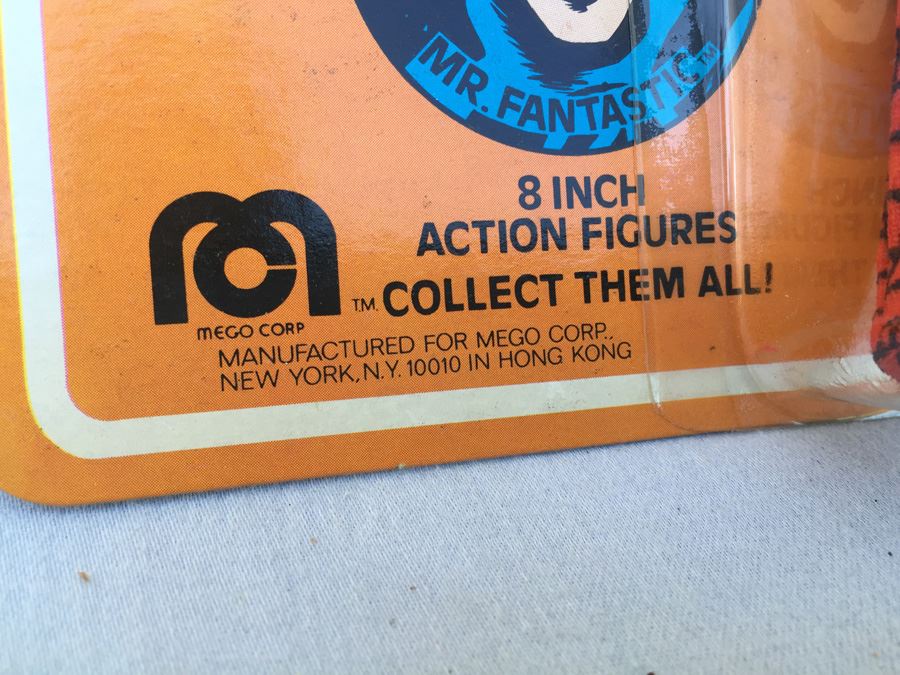 MR. FANTASTIC™
8 INCH
ACTION FIGURES
T.M. COLLECT THEM ALL!
MEGO CORP
MANUFACTURED FOR MEGO CORP.,
NEW YORK, N.Y. 10010 IN HONG KONG